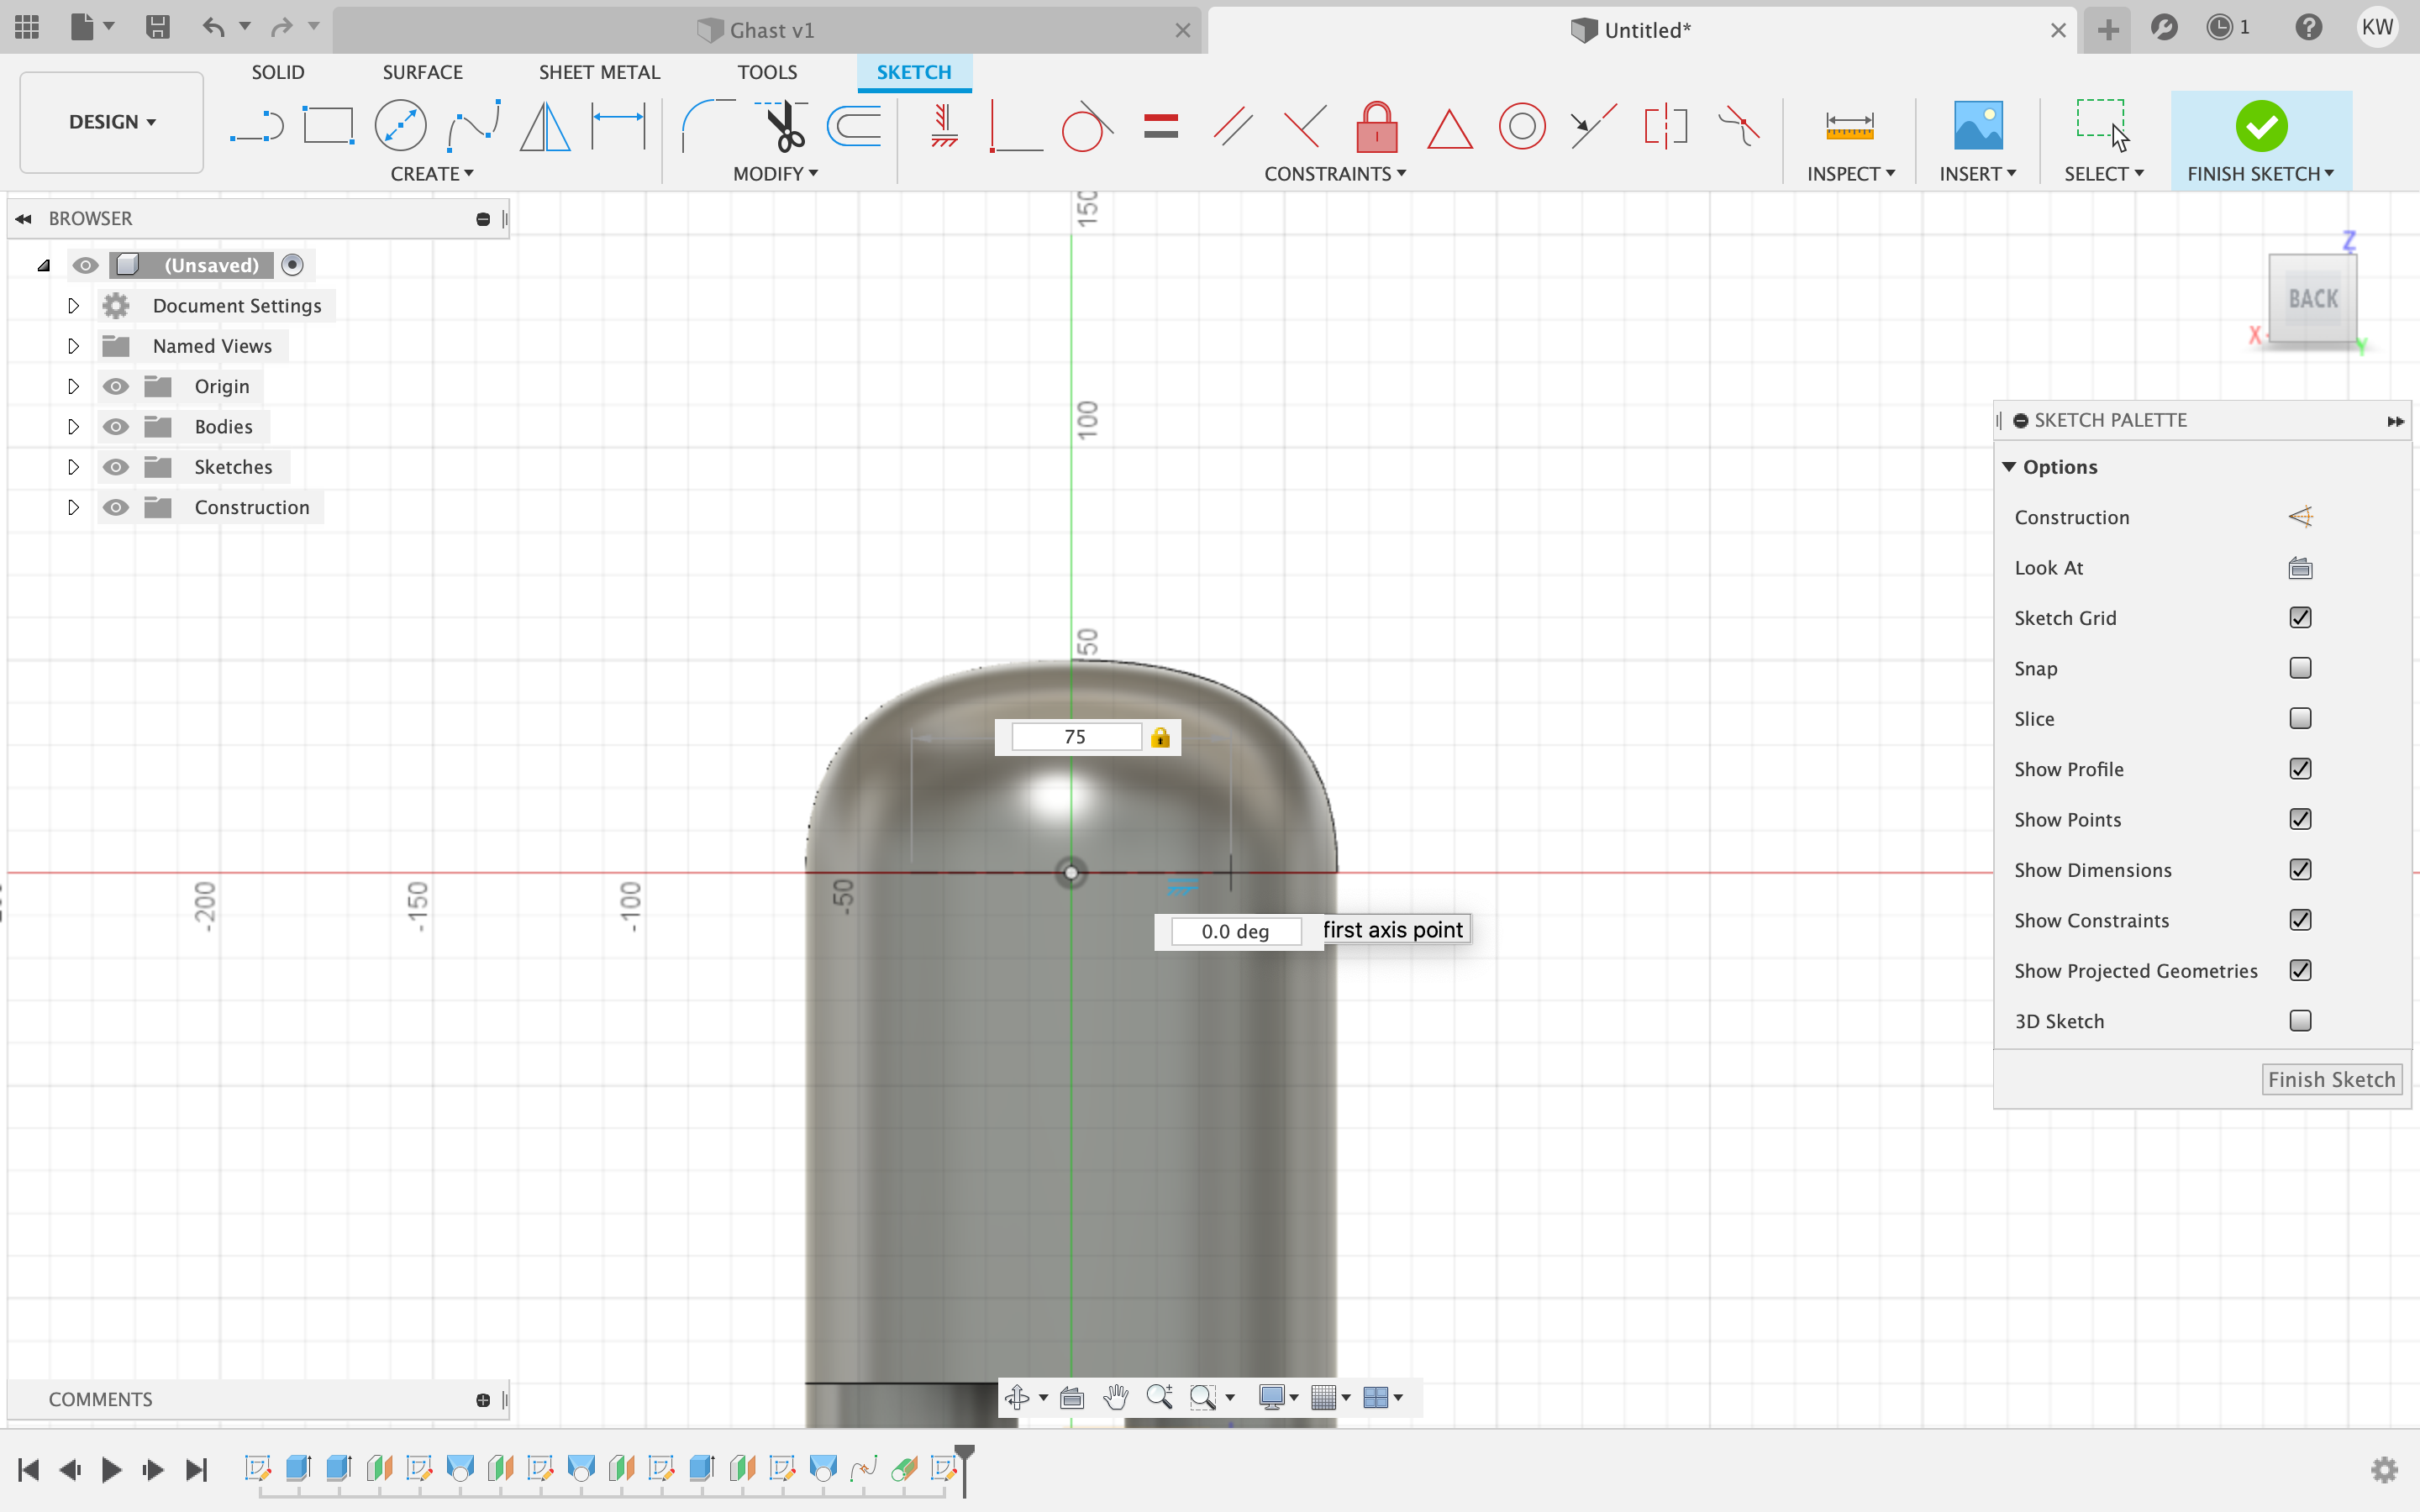 Ghast v1
Untitled*
1
KW
DESIGN
SOLID
SURFACE
SHEET METAL
TOOLS
SKETCH
CREATE
MODIFY
CONSTRAINTS
INSPECT
INSERT
SELECT
FINISH SKETCH
BROWSER
(Unsaved)
Document Settings
Named Views
Origin
Bodies
Sketches
Construction
150
100
50
Z
BACK
X
Y
SKETCH PALETTE
Options
Construction
Look At
Sketch Grid
Snap
Slice
Show Profile
Show Points
Show Dimensions
Show Constraints
Show Projected Geometries
3D Sketch
Finish Sketch
75
-200
-150
-100
-50
0.0 deg
first axis point
COMMENTS